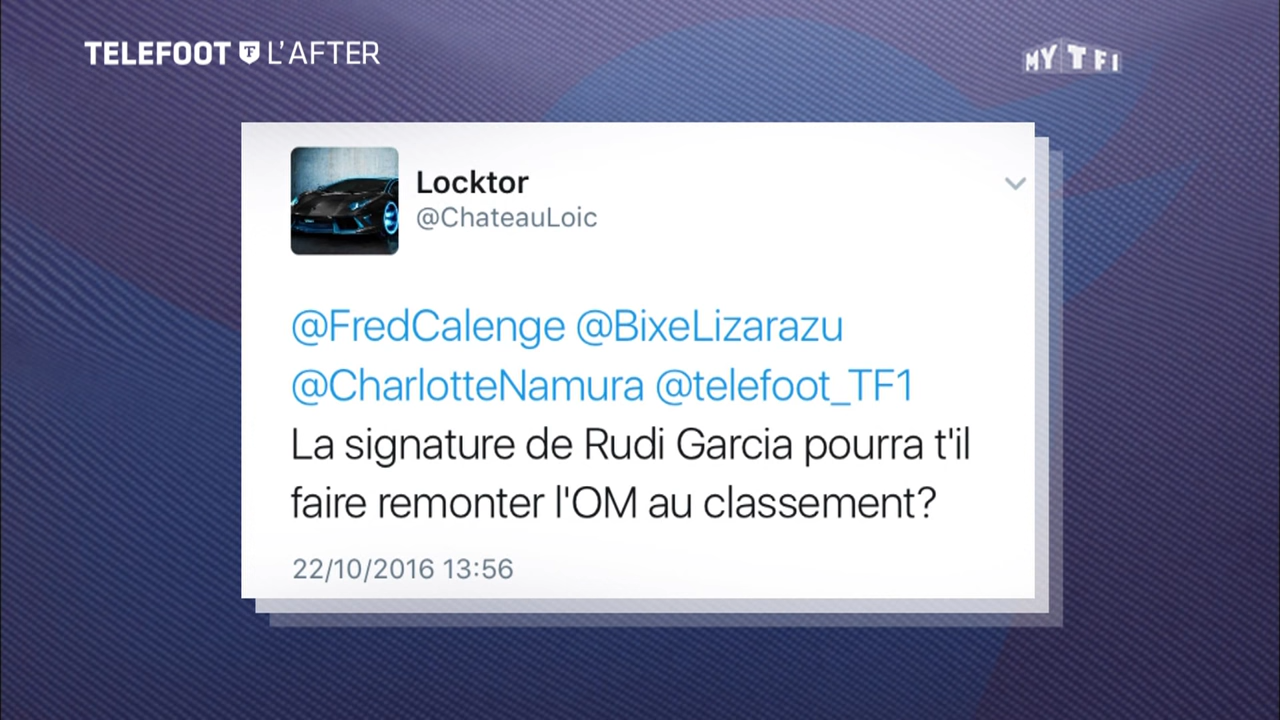 TELEFOOT T L'AFTER
MYTF1
Locktor
@ChateauLoic
@FredCalenge @BixeLizarazu
@CharlotteNamura @telefoot_TF1
La signature de Rudi Garcia pourra t'il
faire remonter l'OM au classement?
22/10/2016 13:56